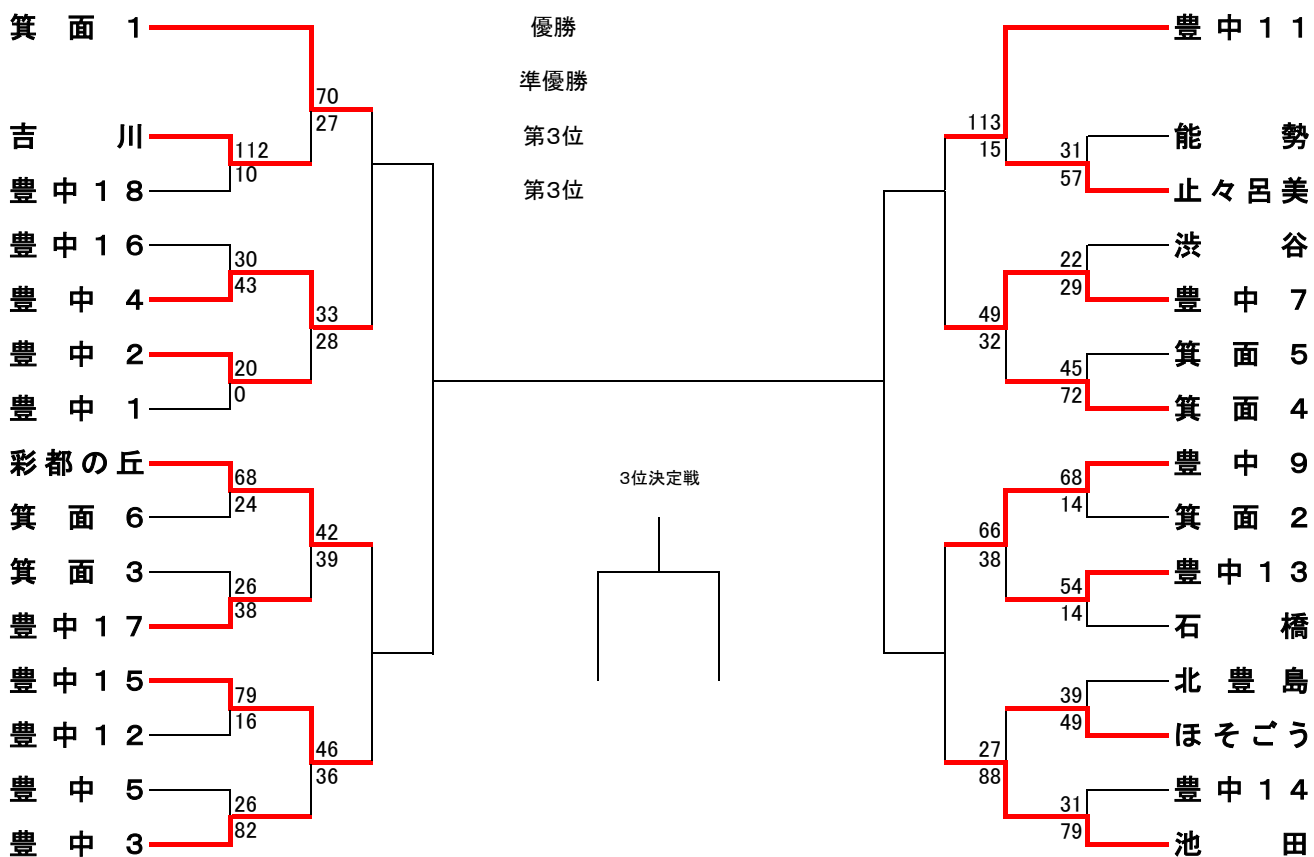 箕面1
70
27
吉川
112
10
豊中18
豊中16
30
43
豊中4
33
28
豊中2
20
0
豊中1
彩都の丘
68
24
箕面6
42
39
箕面3
26
38
豊中17
豊中15
79
16
豊中12
46
36
豊中5
26
82
豊中3
優勝
準優勝
第3位
第3位
3位決定戦
豊中11
113
15
能勢
31
57
止々呂美
渋谷
22
29
豊中7
49
32
箕面5
45
72
箕面4
豊中9
68
14
箕面2
66
38
豊中13
54
14
石橋
北豊島
39
49
ほそごう
27
88
豊中14
31
79
池田